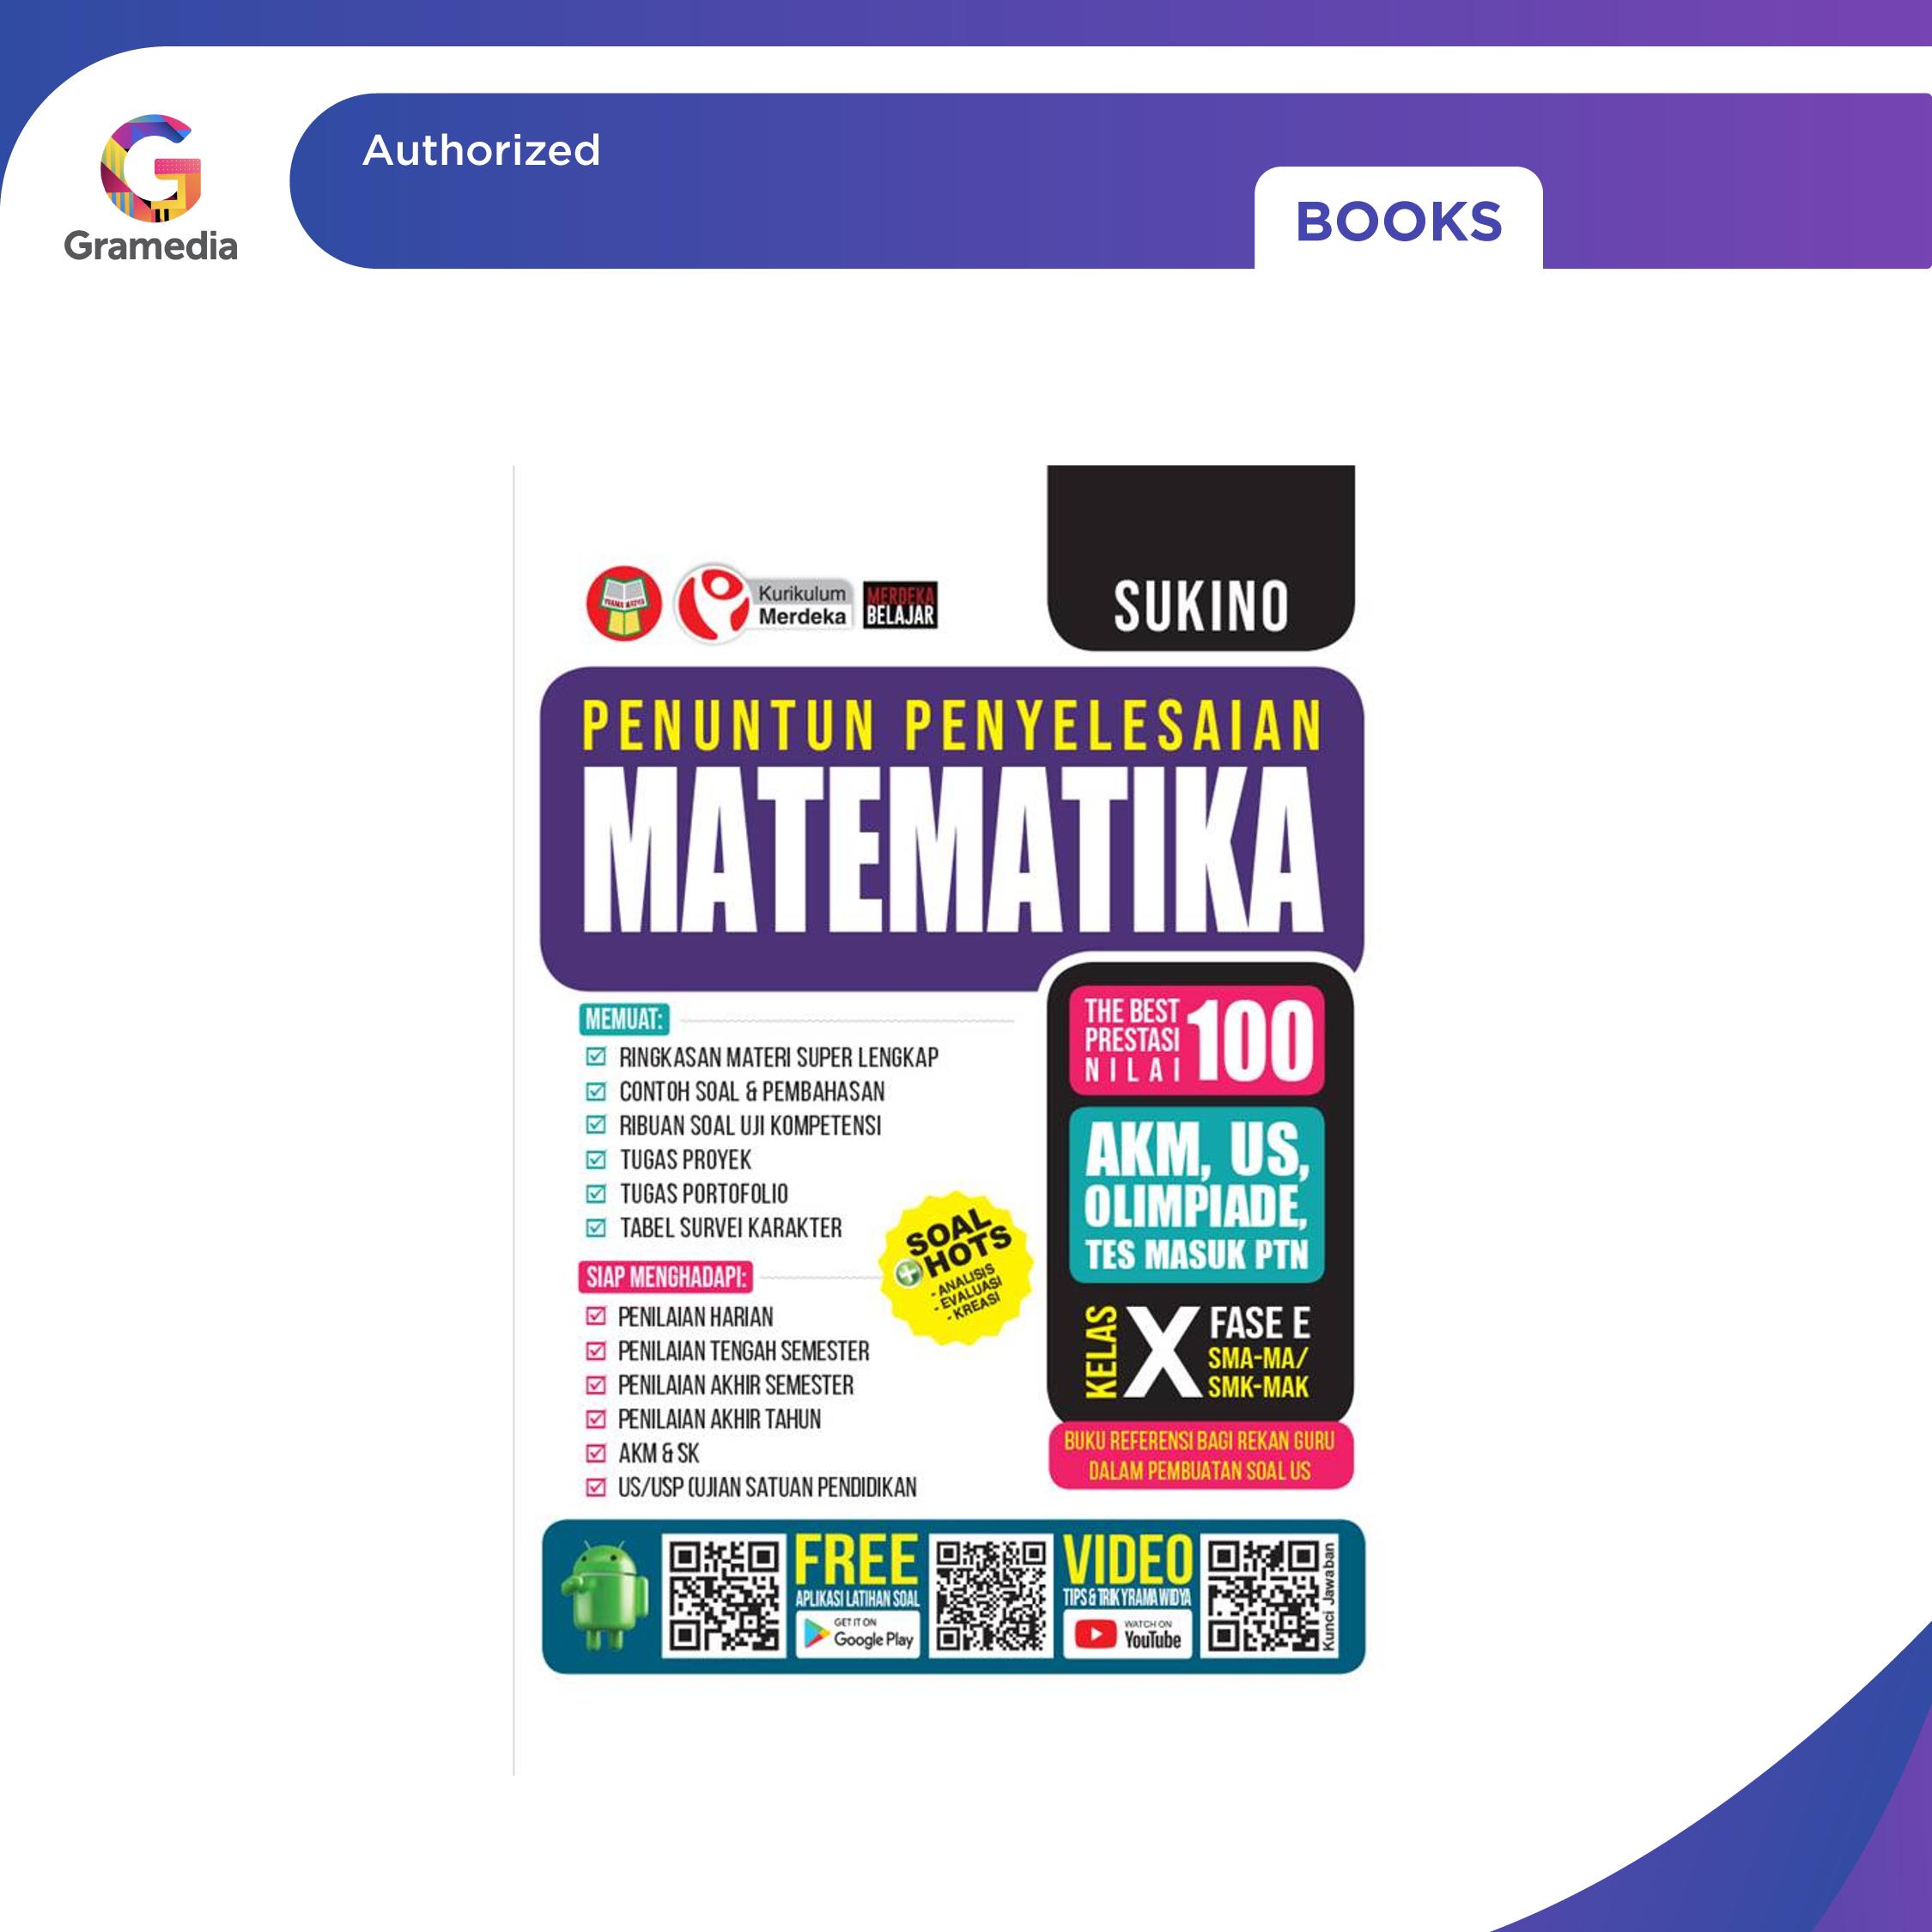 Gramedia
Authorized
BOOKS
YRAMA WIDYA
Kurikulum
Merdeka
MERDEKA
BELAJAR
SUKINO
PENUNTUN PENYELESAIAN
MATEMATIKA
MEMUAT:
RINGKASAN MATERI SUPER LENGKAP
CONTOH SOAL & PEMBAHASAN
RIBUAN SOAL UJI KOMPETENSI
TUGAS PROYEK
TUGAS PORTOFOLIO
TABEL SURVEI KARAKTER
SOAL
HOTS
- ANALISIS
- EVALUASI
- KREASI
SIAP MENGHADAPI:
PENILAIAN HARIAN
PENILAIAN TENGAH SEMESTER
PENILAIAN AKHIR SEMESTER
PENILAIAN AKHIR TAHUN
AKM & SK
US/USP (UJIAN SATUAN PENDIDIKAN
THE BEST
PRESTASI
NILAI
100
AKM, US,
OLIMPIADE,
TES MASUK PTN
KELAS
X
FASE E
SMA-MA/
SMK-MAK
BUKU REFERENSI BAGI REKAN GURU
DALAM PEMBUATAN SOAL US
FREE
APLIKASI LATIHAN SOAL
GET IT ON
Google Play
VIDEO
TIPS & TRIK YRAMA WIDYA
WATCH ON
YouTube
Kunci Jawaban